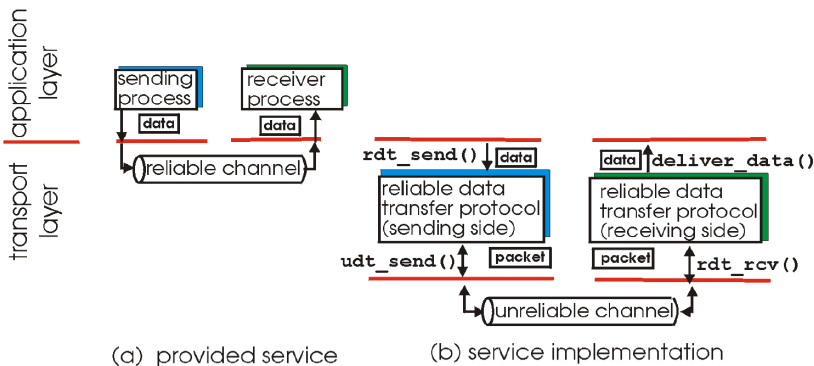 application
layer
transport
layer
sending
process
receiver
process
data
data
reliable channel
(a) provided service
rdt_send()
data
data
deliver_data()
reliable data
transfer protocol
(sending side)
reliable data
transfer protocol
(receiving side)
udt_send()
packet
packet
rdt_rcv()
unreliable channel
(b) service implementation